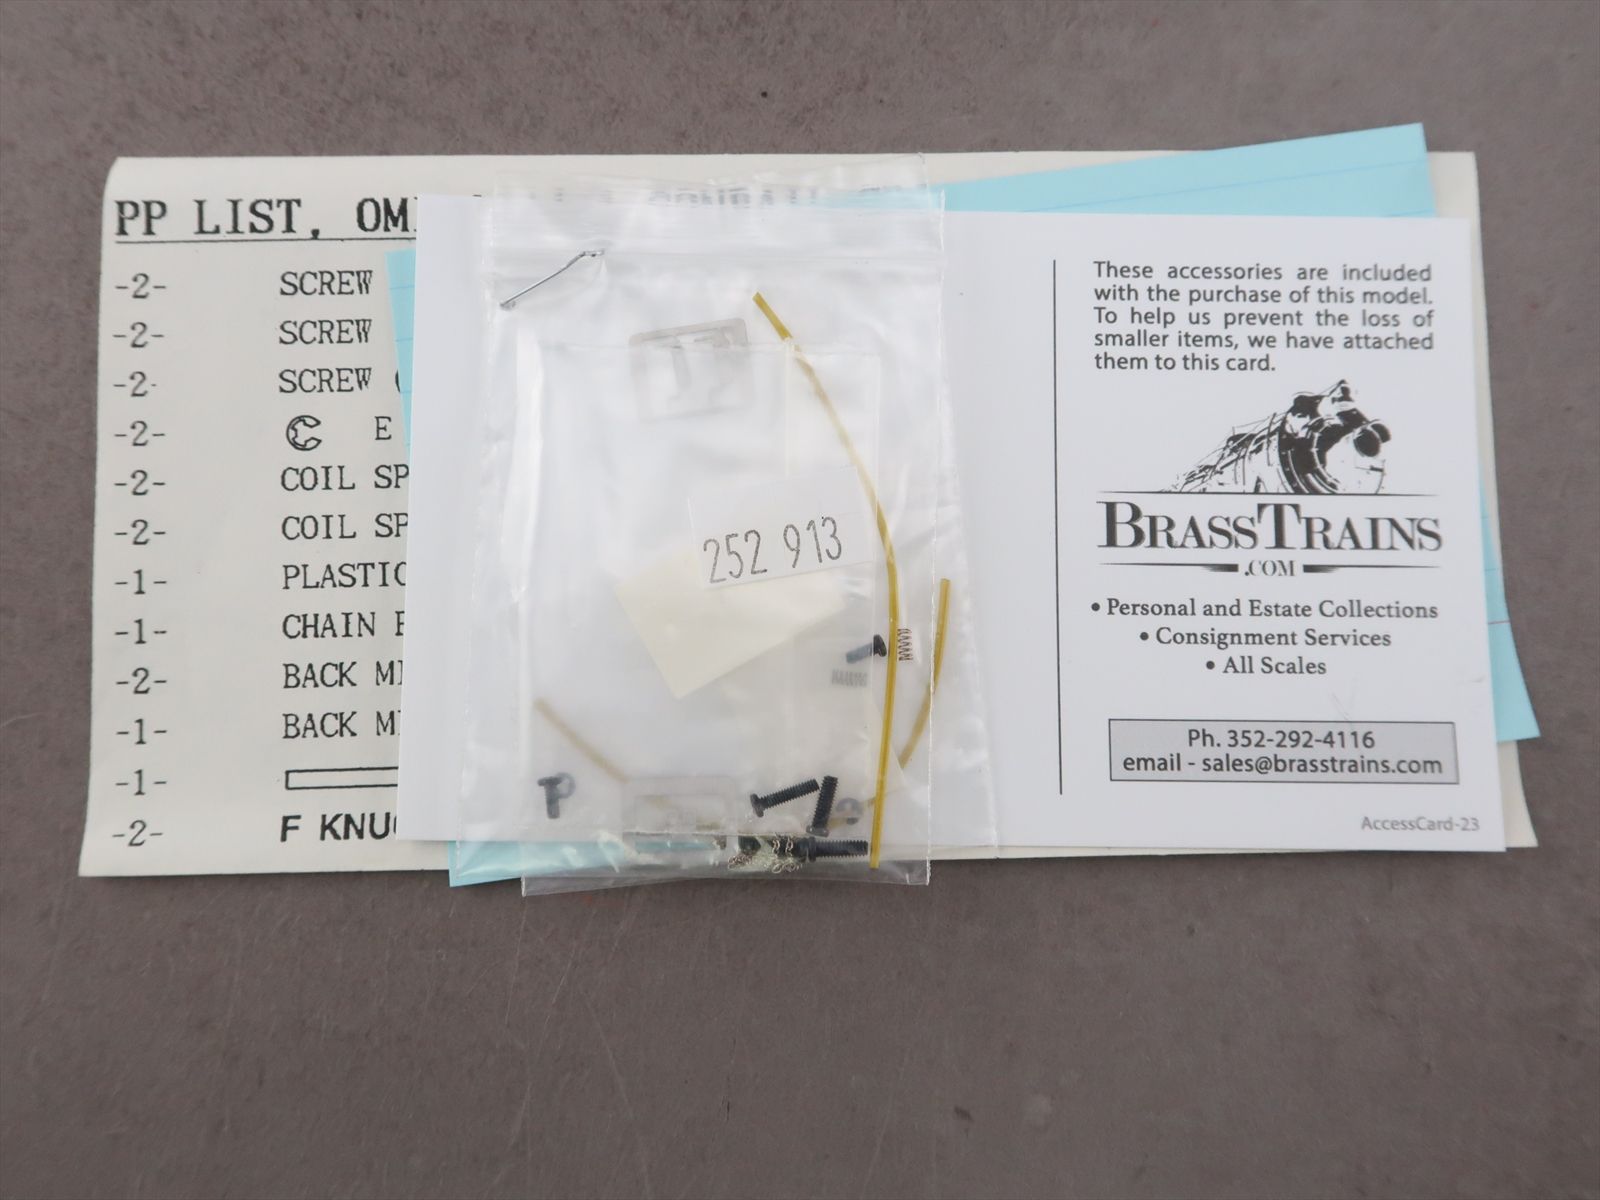 PP LIST, OM
-2- SCREW
-2- SCREW
-2- SCREW
-2- E
-2- COIL SP
-2- COIL SP
-1- PLASTIC
-1- CHAIN
-2- BACK M
-1- BACK M
-1-
-2- F KNU
252 913
These accessories are included
with the purchase of this model.
To help us prevent the loss of
smaller items, we have attached
them to this card.
BRASSTRAINS
.COM
• Personal and Estate Collections
• Consignment Services
• All Scales
Ph. 352-292-4116
email - sales@brasstrains.com
AccessCard-23